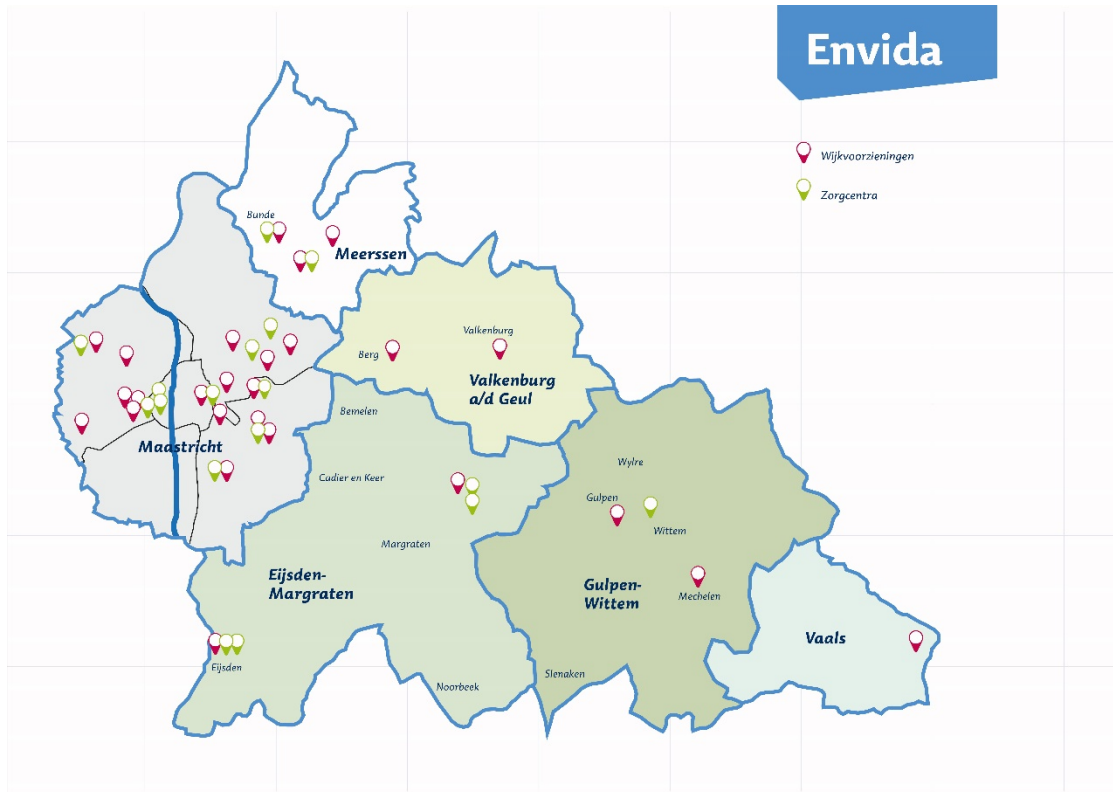 Envida
Wijkvoorzieningen
Zorgcentra
Bunde
Meerssen
Berg
Valkenburg
Valkenburg
a/d Geul
Bemelen
Maastricht
Cadier en Keer
Wylre
Gulpen
Wittem
Margraten
Eijsden-
Margraten
Gulpen-
Wittem
Mechelen
Vaals
Eijsden
Noorbeek
Slenaken